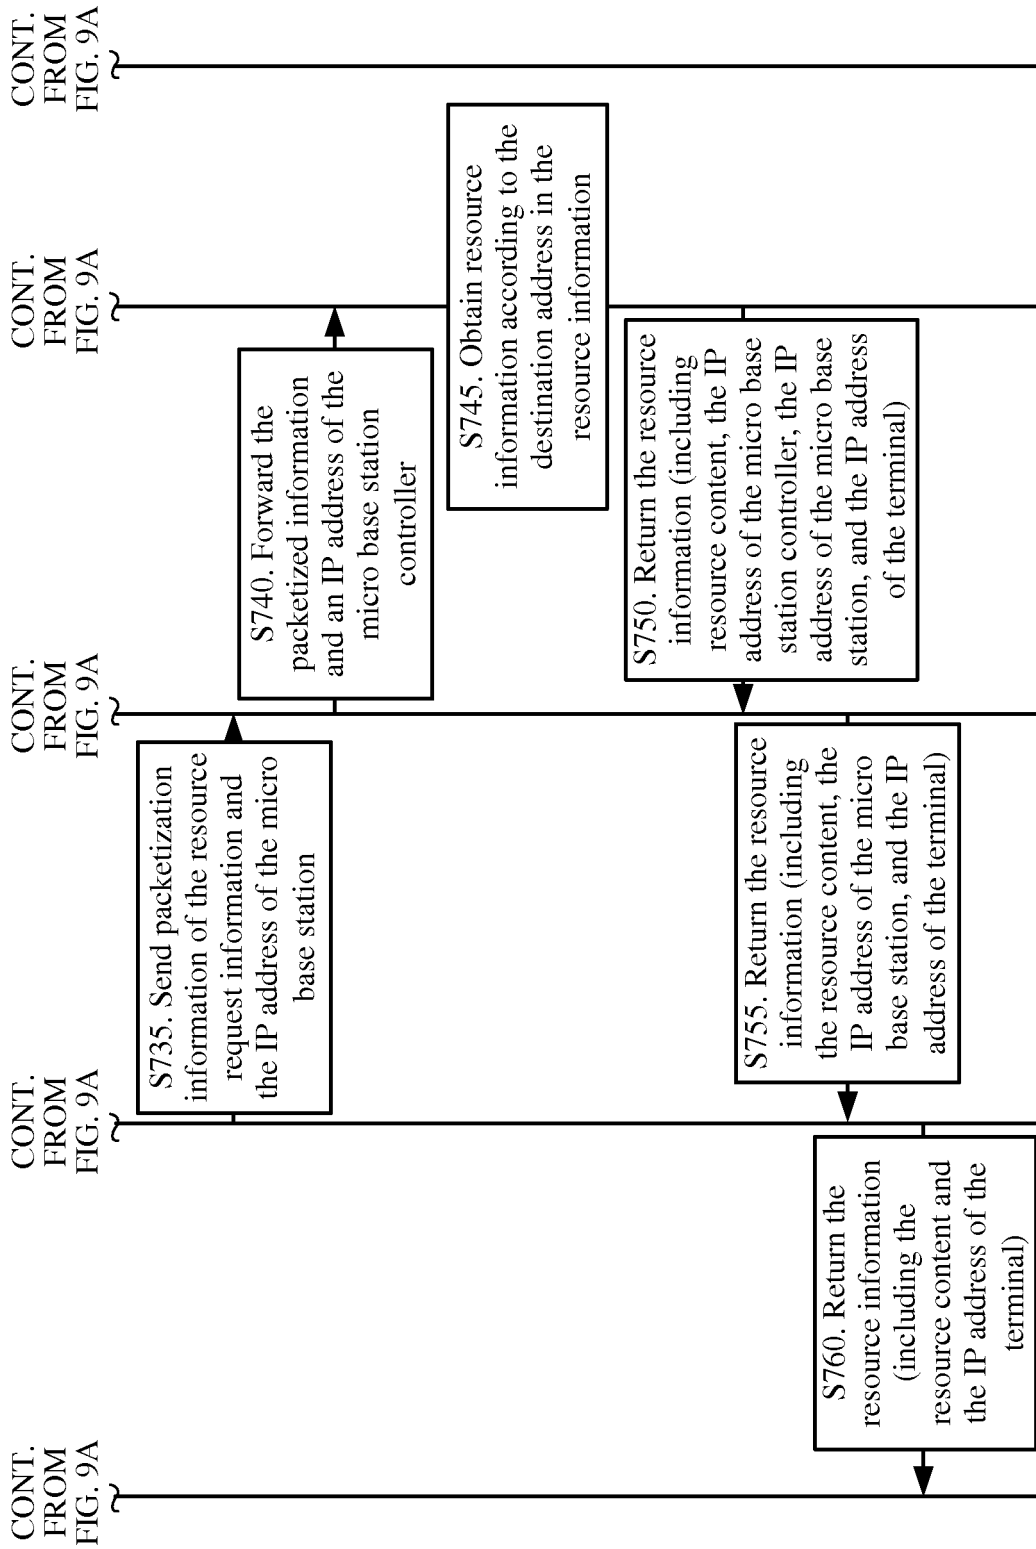 CONT.
FROM
FIG. 9A
CONT.
FROM
FIG. 9A
CONT.
FROM
FIG. 9A
CONT.
FROM
FIG. 9A
CONT.
FROM
FIG. 9A
S735. Send packetization
information of the resource
request information and
the IP address of the micro
base station
S740. Forward the
packetized information
and an IP address of the
micro base station
controller
S745. Obtain resource
information according to the
destination address in the
resource information
S750. Return the resource
information (including
resource content, the IP
address of the micro base
station controller, the IP
address of the micro base
station, and the IP address
of the terminal)
S755. Return the resource
information (including
the resource content, the
IP address of the micro
base station, and the IP
address of the terminal)
S760. Return the
resource information
(including the
resource content and
the IP address of the
terminal)